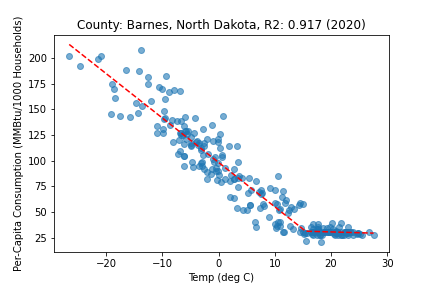 County: Barnes, North Dakota, R2: 0.917 (2020)
Per-Capita Consumption (MMBtu/1000 Households)
200
175
150
125
100
75
50
25
−20 −10 0 10 20 30
Temp (deg C)